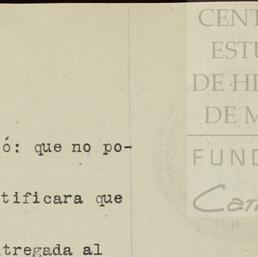 CENT
ESTU
DE HI
DE M
FUND
Car
ó: que no po-
tificara que
tregada al